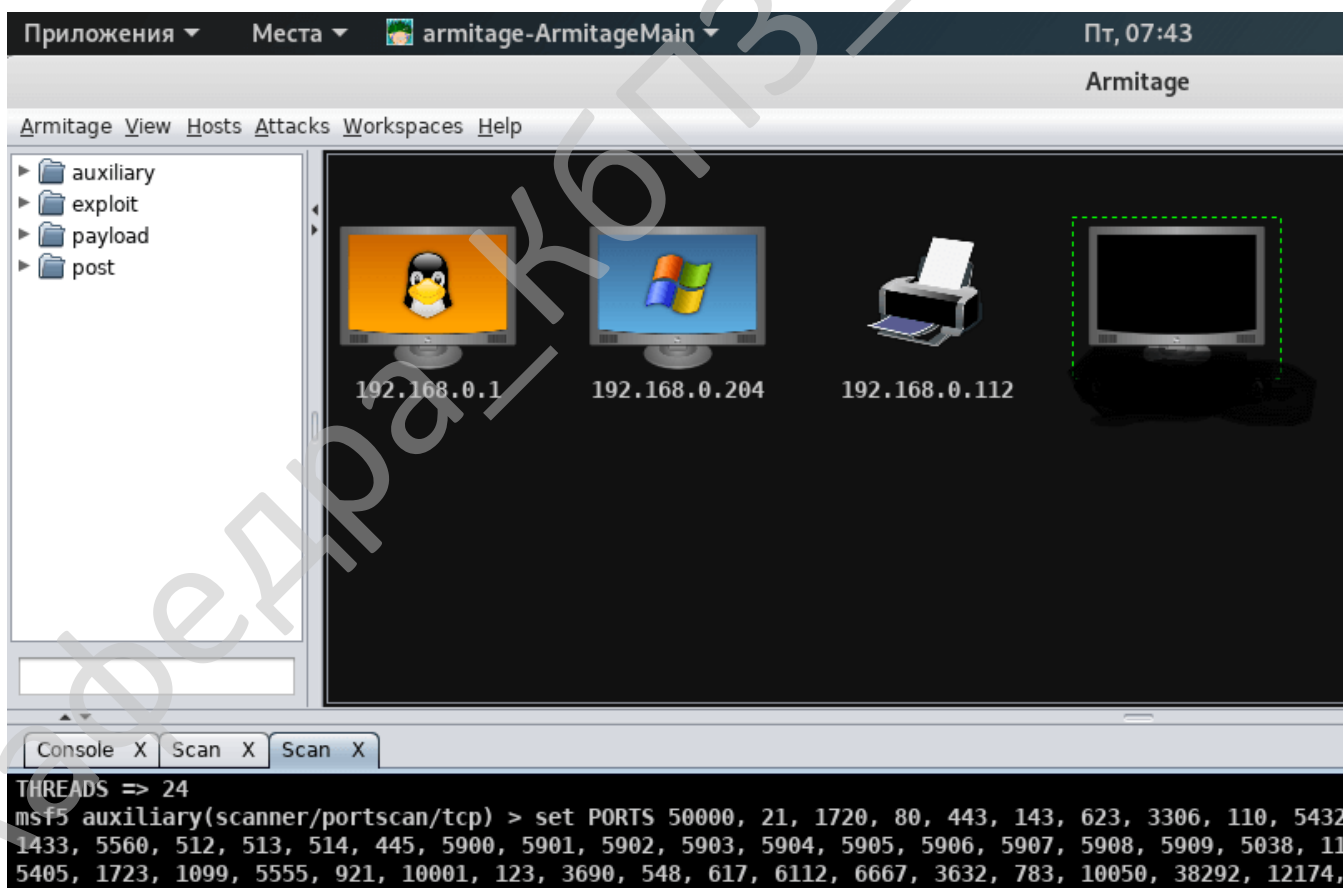 Приложения Места armitage-ArmitageMain Пт, 07:43
Armitage
Armitage View Hosts Attacks Workspaces Help
auxiliary
exploit
payload
post
192.168.0.1 192.168.0.204 192.168.0.112
Console X Scan X Scan X
THREADS => 24
msf5 auxiliary(scanner/portscan/tcp) > set PORTS 50000, 21, 1720, 80, 443, 143, 623, 3306, 110, 5432
1433, 5560, 512, 513, 514, 445, 5900, 5901, 5902, 5903, 5904, 5905, 5906, 5907, 5908, 5909, 5038, 11
5405, 1723, 1099, 5555, 921, 10001, 123, 3690, 548, 617, 6112, 6667, 3632, 783, 10050, 38292, 12174,
Кафедра_КбПЗ_